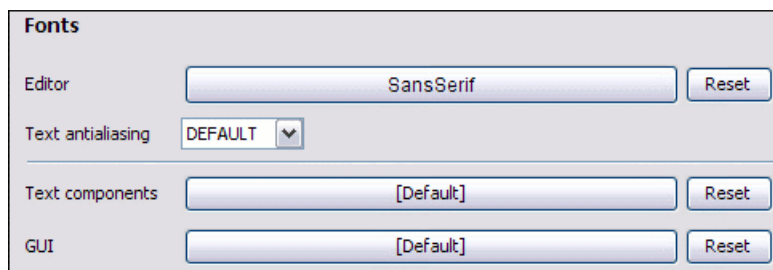 Fonts
Editor SansSerif Reset
Text antialiasing DEFAULT
Text components [Default] Reset
GUI [Default] Reset